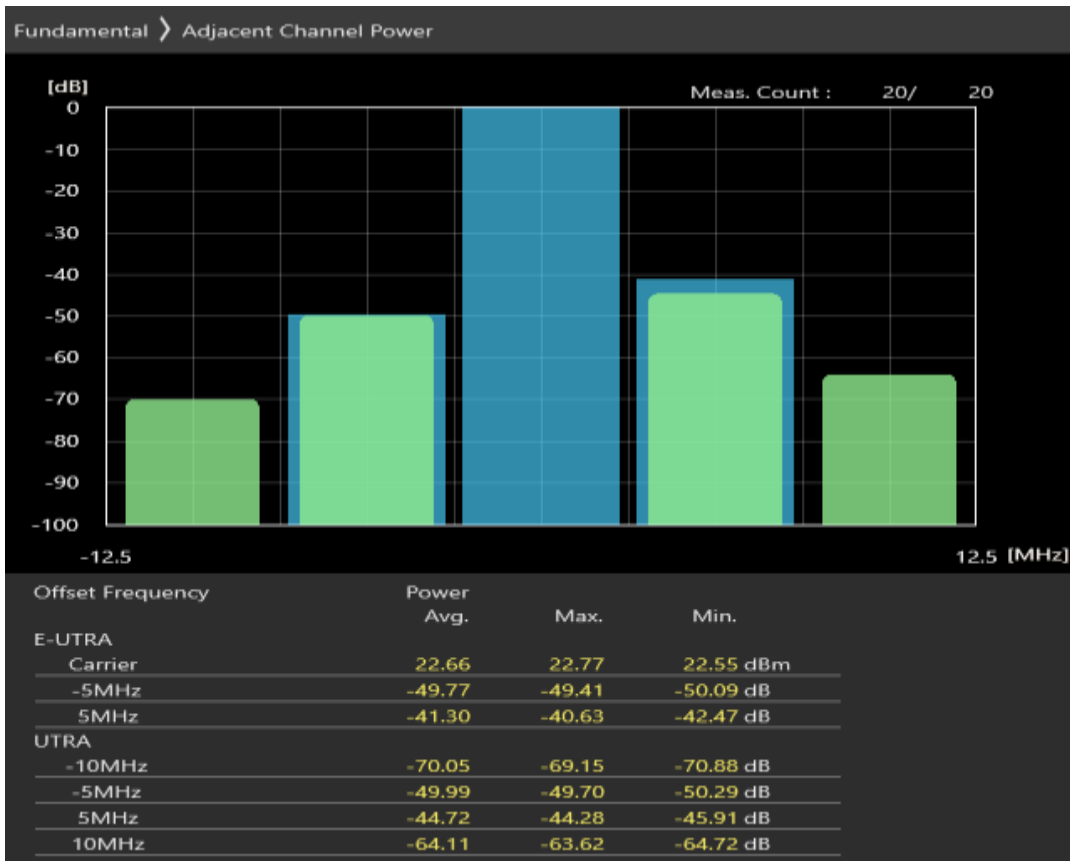 Fundamental ❯ Adjacent Channel Power
[dB]
Meas. Count : 20/ 20
0
-10
-20
-30
-40
-50
-60
-70
-80
-90
-100
-12.5 12.5 [MHz]
Offset Frequency Power
Avg. Max. Min.
E-UTRA
Carrier 22.66 22.77 22.55 dBm
-5MHz -49.77 -49.41 -50.09 dB
5MHz -41.30 -40.63 -42.47 dB
UTRA
-10MHz -70.05 -69.15 -70.88 dB
-5MHz -49.99 -49.70 -50.29 dB
5MHz -44.72 -44.28 -45.91 dB
10MHz -64.11 -63.62 -64.72 dB